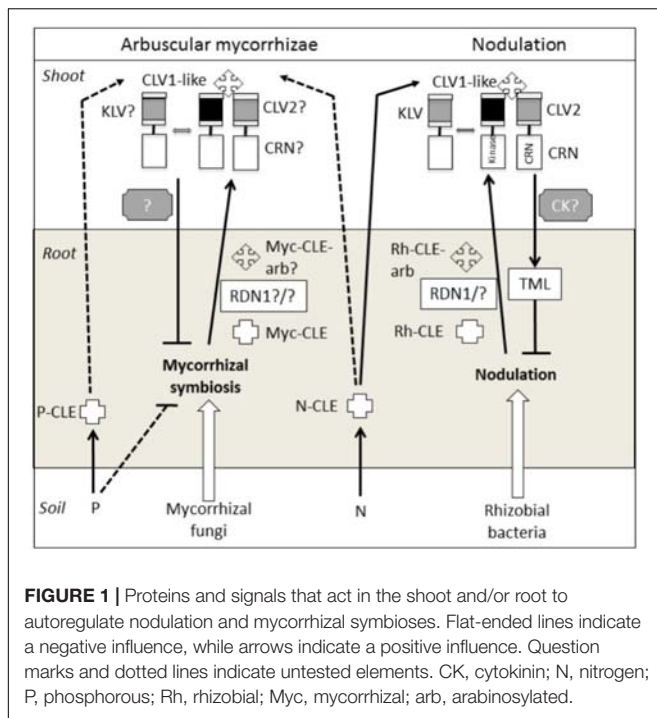 Arbuscular mycorrhizae Nodulation
Shoot
CLV1-like CLV1-like
KLV? CLV2? KLV CLV2
CRN? Kinase CRN CRN
? CK?
Root
Myc-CLE- Rh-CLE-
arb? arb
RDN1?/? RDN1/? TML
Myc-CLE Rh-CLE
Mycorrhizal Nodulation
symbiosis
P-CLE N-CLE
Soil P Mycorrhizal N Rhizobial
fungi bacteria
FIGURE 1 | Proteins and signals that act in the shoot and/or root to
autoregulate nodulation and mycorrhizal symbioses. Flat-ended lines indicate
a negative influence, while arrows indicate a positive influence. Question
marks and dotted lines indicate untested elements. CK, cytokinin; N, nitrogen;
P, phosphorous; Rh, rhizobial; Myc, mycorrhizal; arb, arabinosylated.